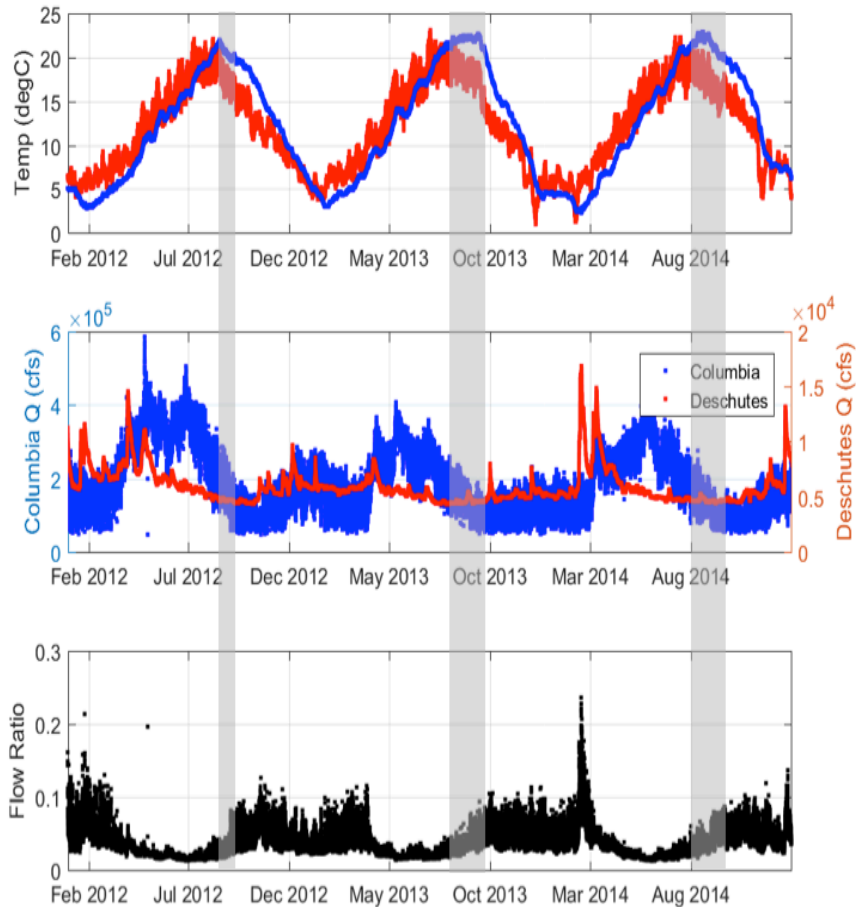 25
20
15
10
5
0
Temp (degC)
Feb 2012 Jul 2012 Dec 2012 May 2013 Oct 2013 Mar 2014 Aug 2014
×10⁵
×10⁴
6
4
2
0
Columbia Q (cfs)
2
1.5
1
0.5
0
Deschutes Q (cfs)
Columbia
Deschutes
Feb 2012 Jul 2012 Dec 2012 May 2013 Oct 2013 Mar 2014 Aug 2014
0.3
0.2
0.1
0
Flow Ratio
Feb 2012 Jul 2012 Dec 2012 May 2013 Oct 2013 Mar 2014 Aug 2014